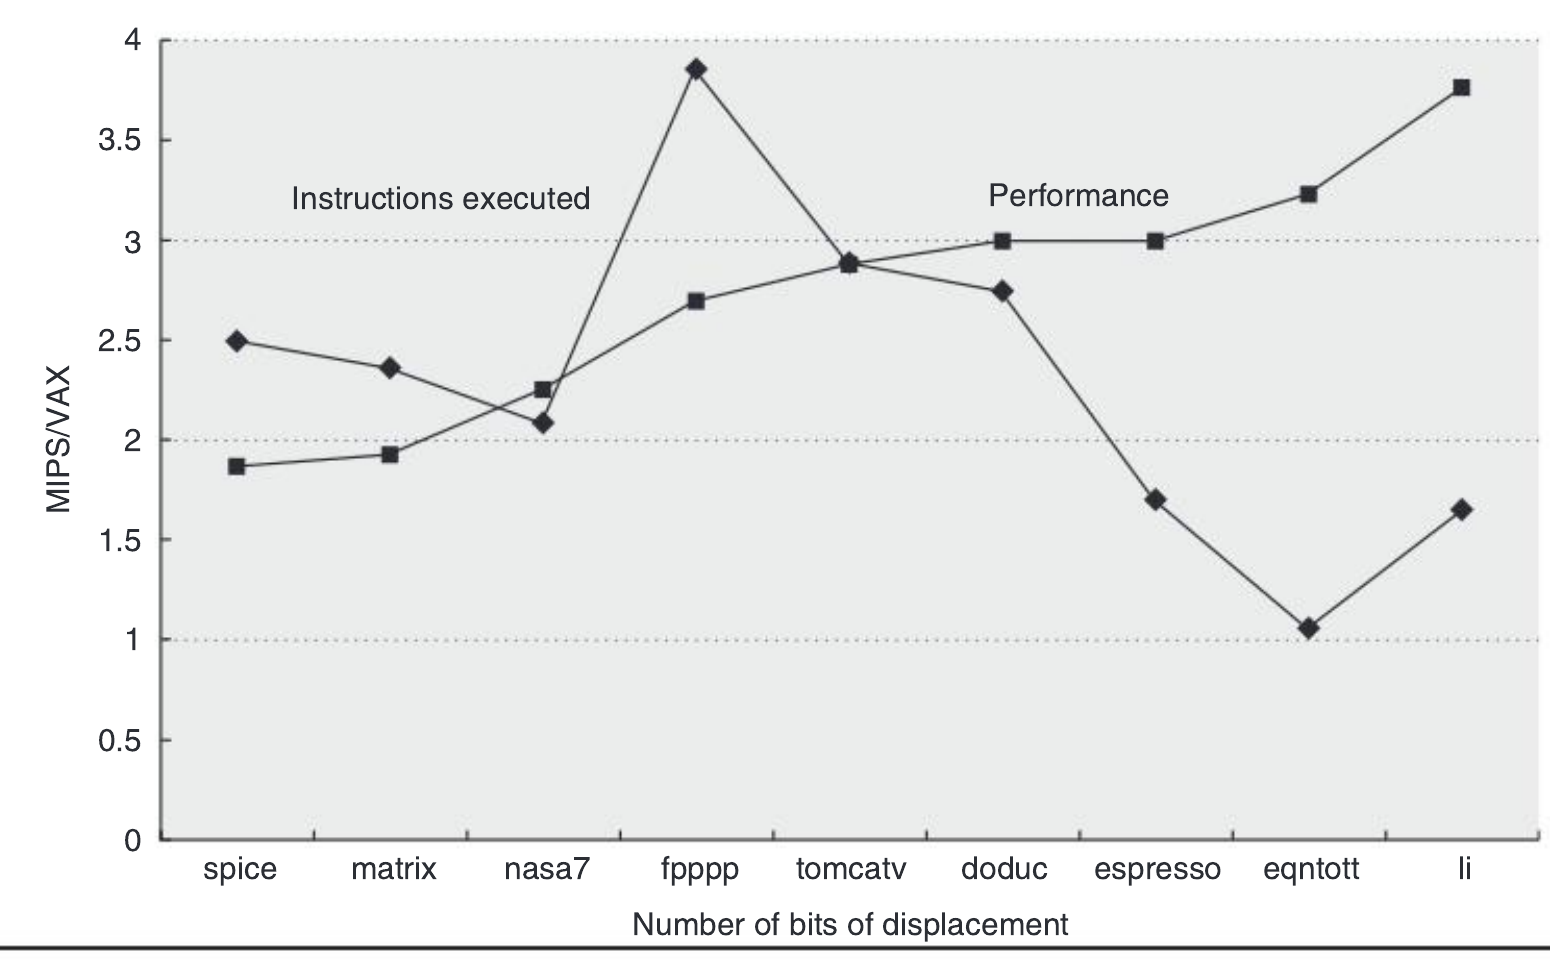 4
3.5
Instructions executed
Performance
3
2.5
MIPS/VAX
2
1.5
1
0.5
0
spice matrix nasa7 fpppp tomcatv doduc espresso eqntott li
Number of bits of displacement